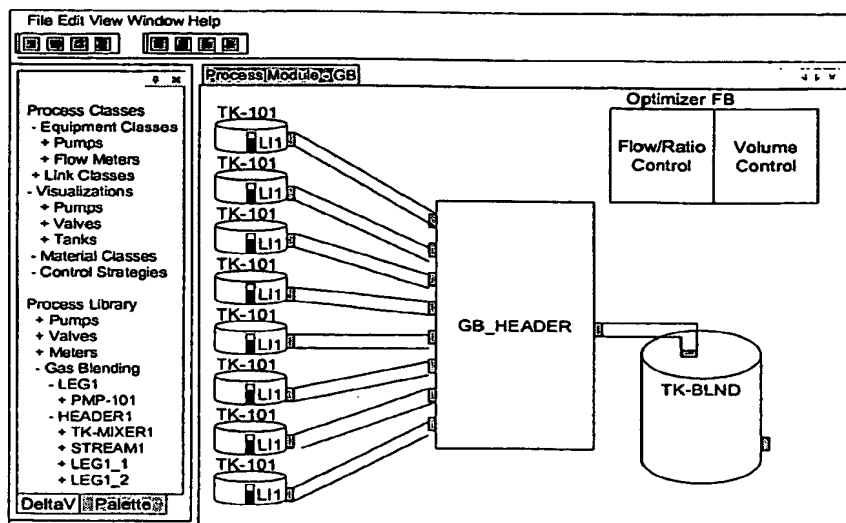 File Edit View Window Help
Process Module-GB
Process Classes
- Equipment Classes
+ Pumps
+ Flow Meters
+ Link Classes
- Visualizations
+ Pumps
+ Valves
+ Tanks
- Material Classes
- Control Strategies
Process Library
+ Pumps
+ Valves
+ Meters
- Gas Blending
- LEG1
+ PMP-101
- HEADER1
+ TK-MIXER1
+ STREAM1
+ LEG1_1
+ LEG1_2
DeltaV Palette
TK-101
LI1
TK-101
LI1
TK-101
LI1
TK-101
LI1
TK-101
LI1
TK-101
LI1
TK-101
LI1
TK-101
LI1
GB_HEADER
Optimizer FB
Flow/Ratio
Control
Volume
Control
TK-BLND